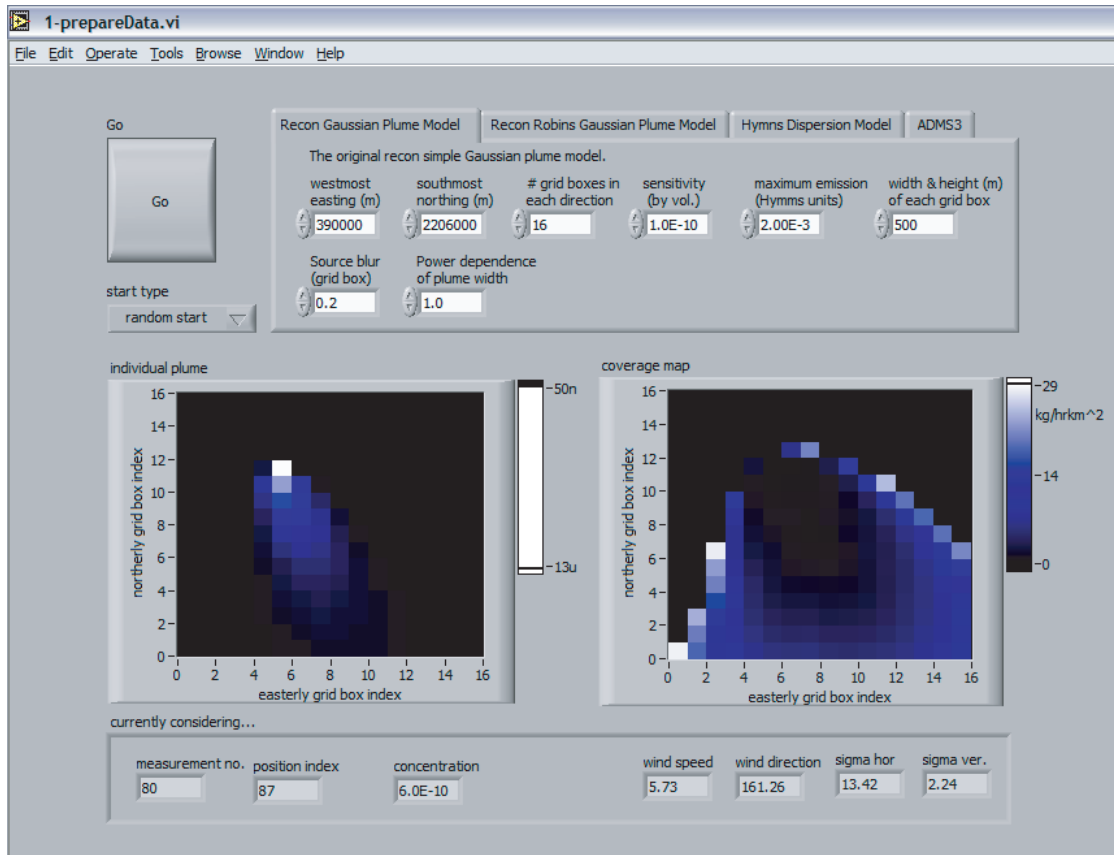 1-prepareData.vi
File Edit Operate Tools Browse Window Help
Go
Go
start type
random start
Recon Gaussian Plume Model Recon Robins Gaussian Plume Model Hymns Dispersion Model ADMS3
The original recon simple Gaussian plume model.
westmost southmost # grid boxes in sensitivity maximum emission width & height (m)
easting (m) northing (m) each direction (by vol.) (Hymms units) of each grid box
390000 2206000 16 1.0E-10 2.00E-3 500
Source blur Power dependence
(grid box) of plume width
0.2 1.0
individual plume
16
14
12
10
8
6
4
2
0
northerly grid box index
0 2 4 6 8 10 12 14 16
easterly grid box index
50n
13u
coverage map
16
14
12
10
8
6
4
2
0
northerly grid box index
0 2 4 6 8 10 12 14 16
easterly grid box index
29
kg/hrkm^2
14
0
currently considering...
measurement no. position index concentration wind speed wind direction sigma hor sigma ver.
80 87 6.0E-10 5.73 161.26 13.42 2.24